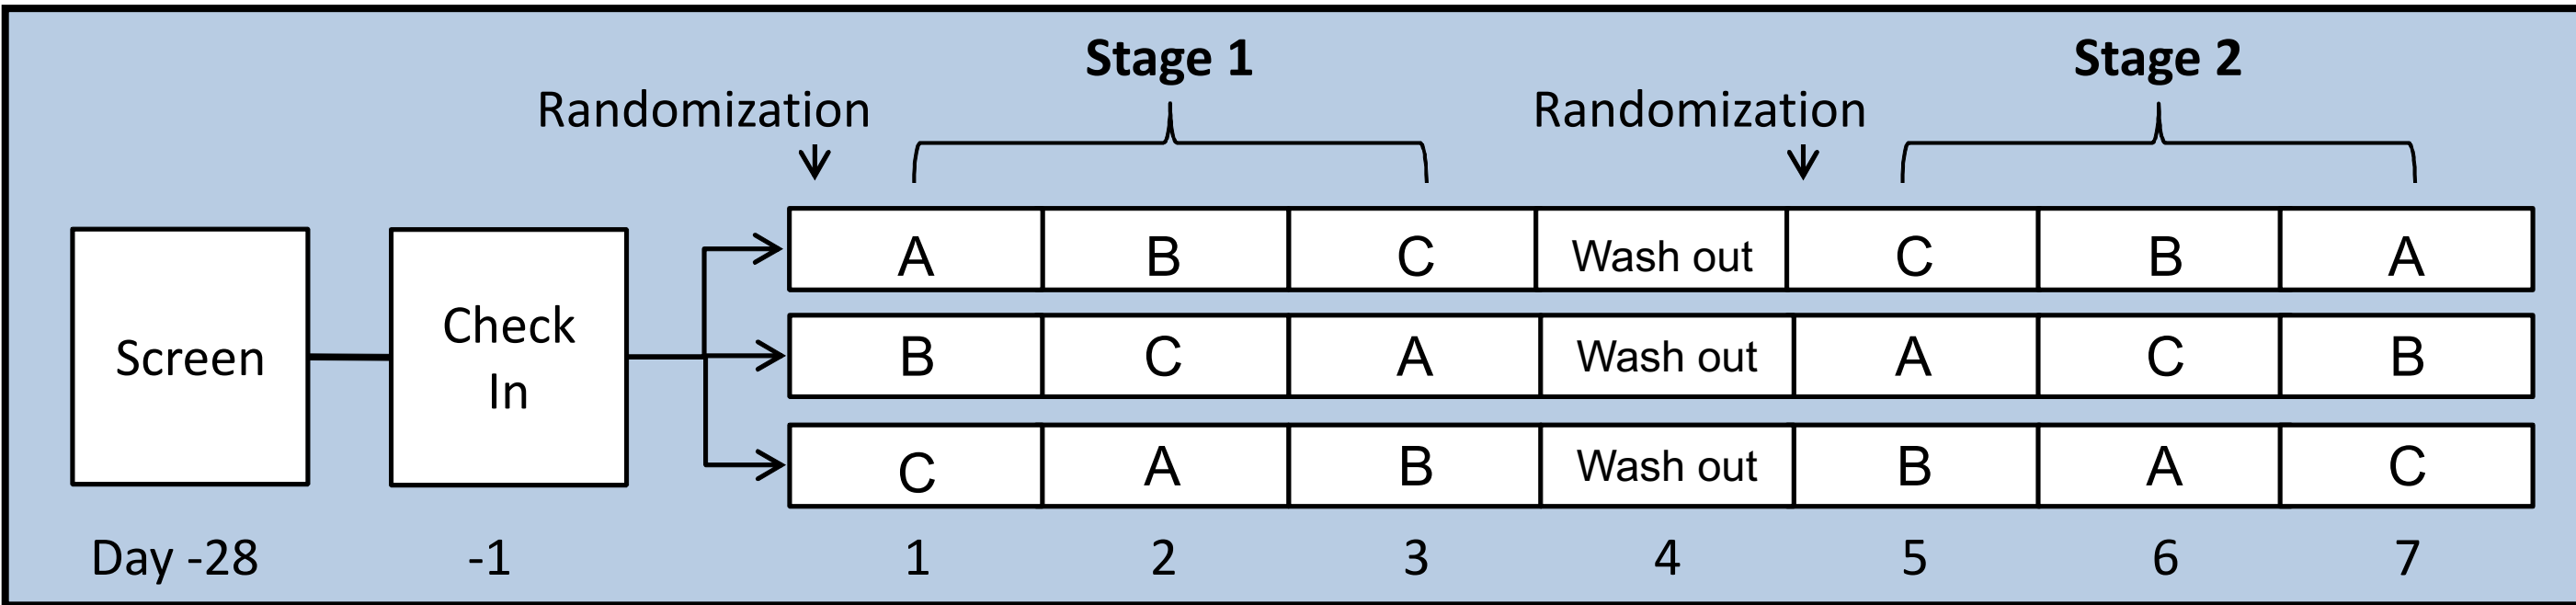 Stage 1 Stage 2
Randomization Randomization
A B C Wash out C B A
Screen Check In B C A Wash out A C B
C A B Wash out B A C
Day -28 -1 1 2 3 4 5 6 7